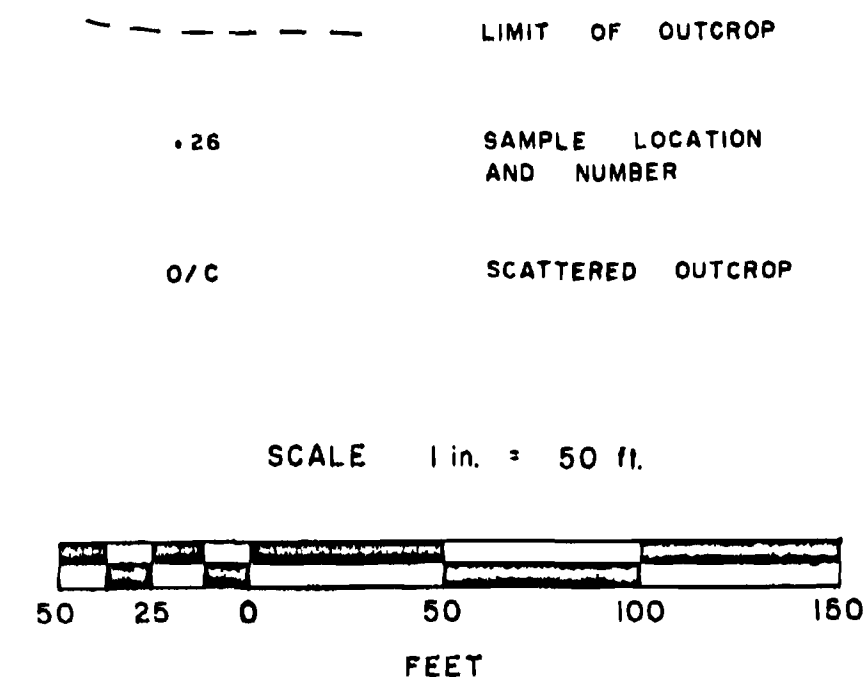 LIMIT OF OUTCROP
. 26 SAMPLE LOCATION
AND NUMBER
O/C SCATTERED OUTCROP
SCALE 1 in. = 50 ft.
50 25 0 50 100 150
FEET